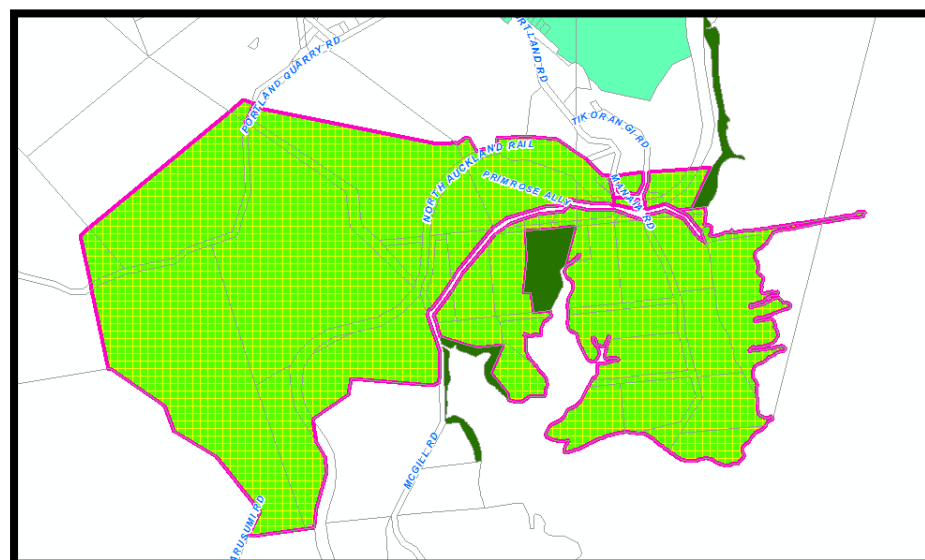 PORTLAND QUARRY RD
RTLAND RD
TIKORANGI RD
NORTH AUCKLAND RAIL
PRIMROSE ALLY
MANAIA RD
MCGILL RD
ARUSUMI RD